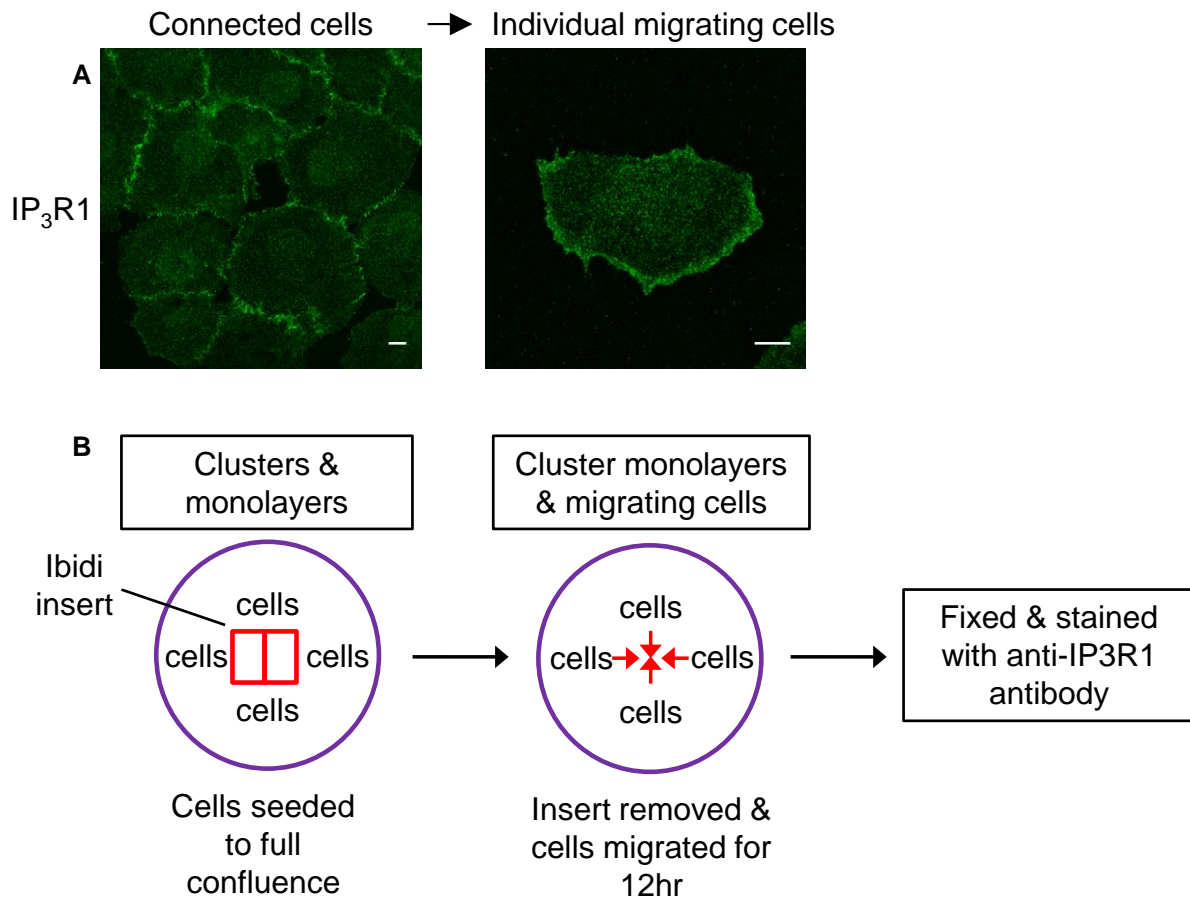 Connected cells → Individual migrating cells
A
IP₃R1
B
Clusters &
monolayers
Cluster monolayers
& migrating cells
Ibidi
insert
cells
cells
cells
cells
cells
cells
cells
cells
Fixed & stained
with anti-IP3R1
antibody
Cells seeded
to full
confluence
Insert removed &
cells migrated for
12hr